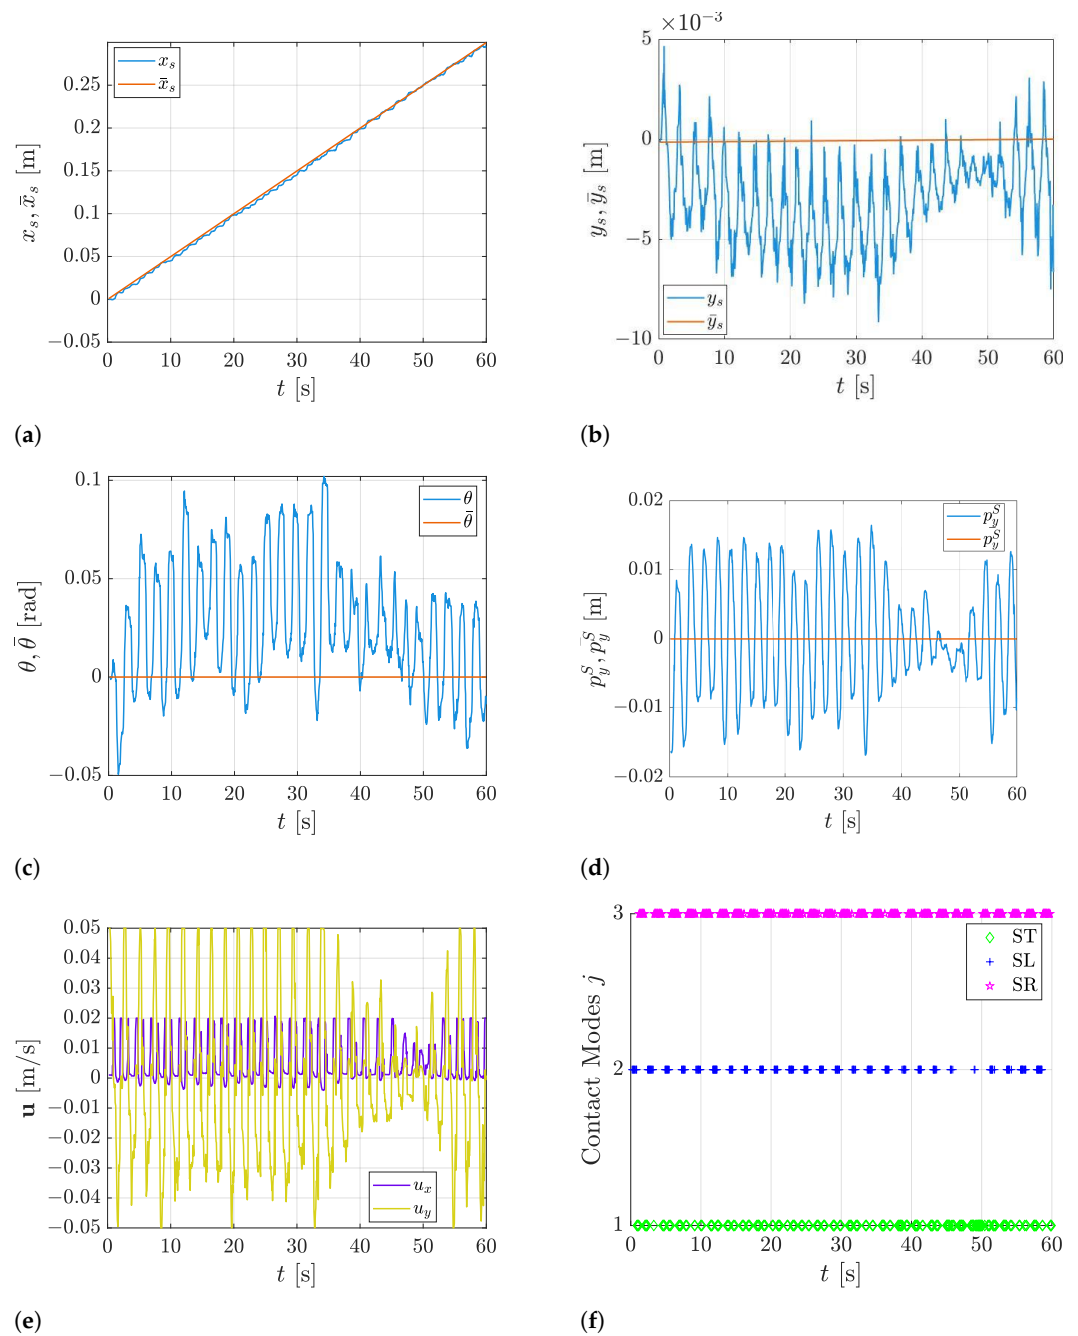 0.25
0.2
0.15
0.1
0.05
0
−0.05
x_s, x̄_s [m]
x_s
x̄_s
0 10 20 30 40 50 60
t [s]
(a)
×10⁻³
5
0
−5
−10
y_s, ȳ_s [m]
y_s
ȳ_s
0 10 20 30 40 50 60
t [s]
(b)
0.1
0.05
0
−0.05
θ, θ̄ [rad]
θ
θ̄
0 10 20 30 40 50 60
t [s]
(c)
0.02
0.01
0
−0.01
−0.02
p_y^S, p̄_y^S [m]
p_y^S
p̄_y^S
0 10 20 30 40 50 60
t [s]
(d)
0.05
0.04
0.03
0.02
0.01
0
−0.01
−0.02
−0.03
−0.04
−0.05
u [m/s]
u_x
u_y
0 10 20 30 40 50 60
t [s]
(e)
3
2
1
Contact Modes j
ST
SL
SR
0 10 20 30 40 50 60
t [s]
(f)